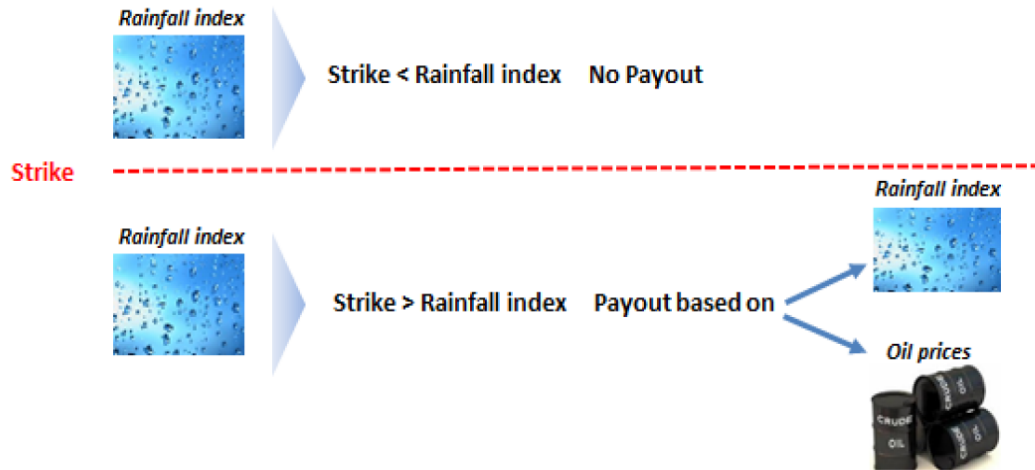 Rainfall index
Strike < Rainfall index No Payout
Strike
Rainfall index
Rainfall index
Strike > Rainfall index Payout based on
Oil prices
CRUDE
OIL
CRUDE
OIL
CRUDE
OIL